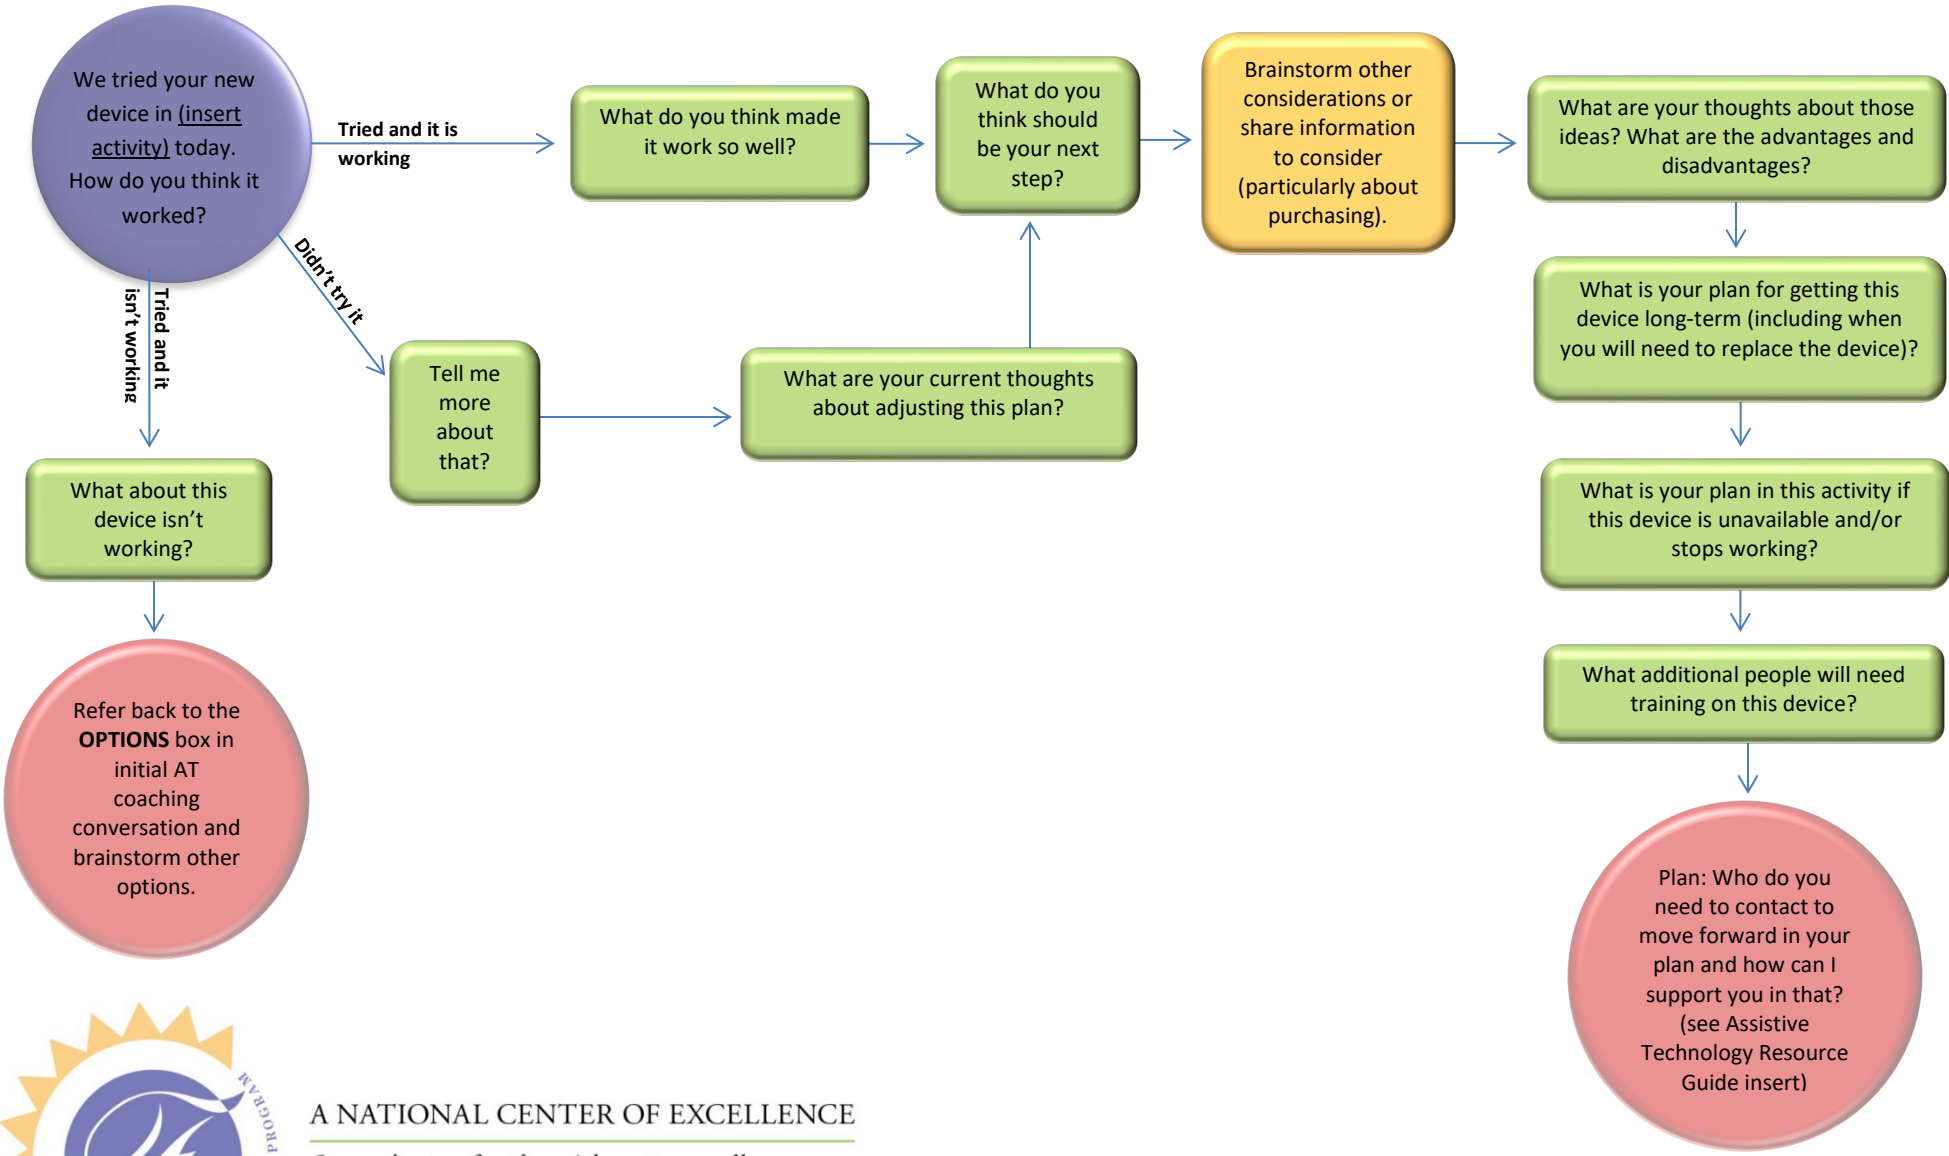 We tried your new
device in (insert
activity) today.
How do you think it
worked?
Tried and it is
working
What do you think made
it work so well?
What do you
think should
be your next
step?
Brainstorm other
considerations or
share information
to consider
(particularly about
purchasing).
What are your thoughts about those
ideas? What are the advantages and
disadvantages?
What is your plan for getting this
device long-term (including when
you will need to replace the device)?
What is your plan in this activity if
this device is unavailable and/or
stops working?
What additional people will need
training on this device?
Plan: Who do you
need to contact to
move forward in your
plan and how can I
support you in that?
(see Assistive
Technology Resource
Guide insert)
Didn't try it
Tell me
more
about
that?
What are your current thoughts
about adjusting this plan?
Tried and it
isn't working
What about this
device isn't
working?
Refer back to the
OPTIONS box in
initial AT
coaching
conversation and
brainstorm other
options.
PROGRAM
A NATIONAL CENTER OF EXCELLENCE